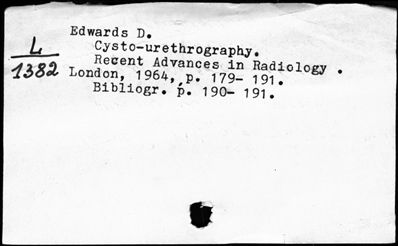 Edwards D.
L
Cysto-urethrography.
1382
Recent Advances in Radiology .
London, 1964, p. 179- 191.
Bibliogr. p. 190- 191.